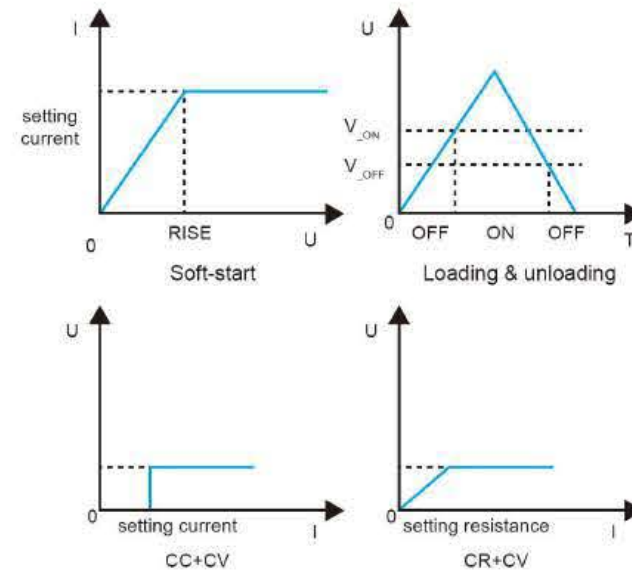 I
setting
current
0
RISE
U
Soft-start
U
V_ON
V_OFF
0
OFF
ON
OFF
T
Loading & unloading
U
0
setting current
I
CC+CV
U
0
setting resistance
I
CR+CV